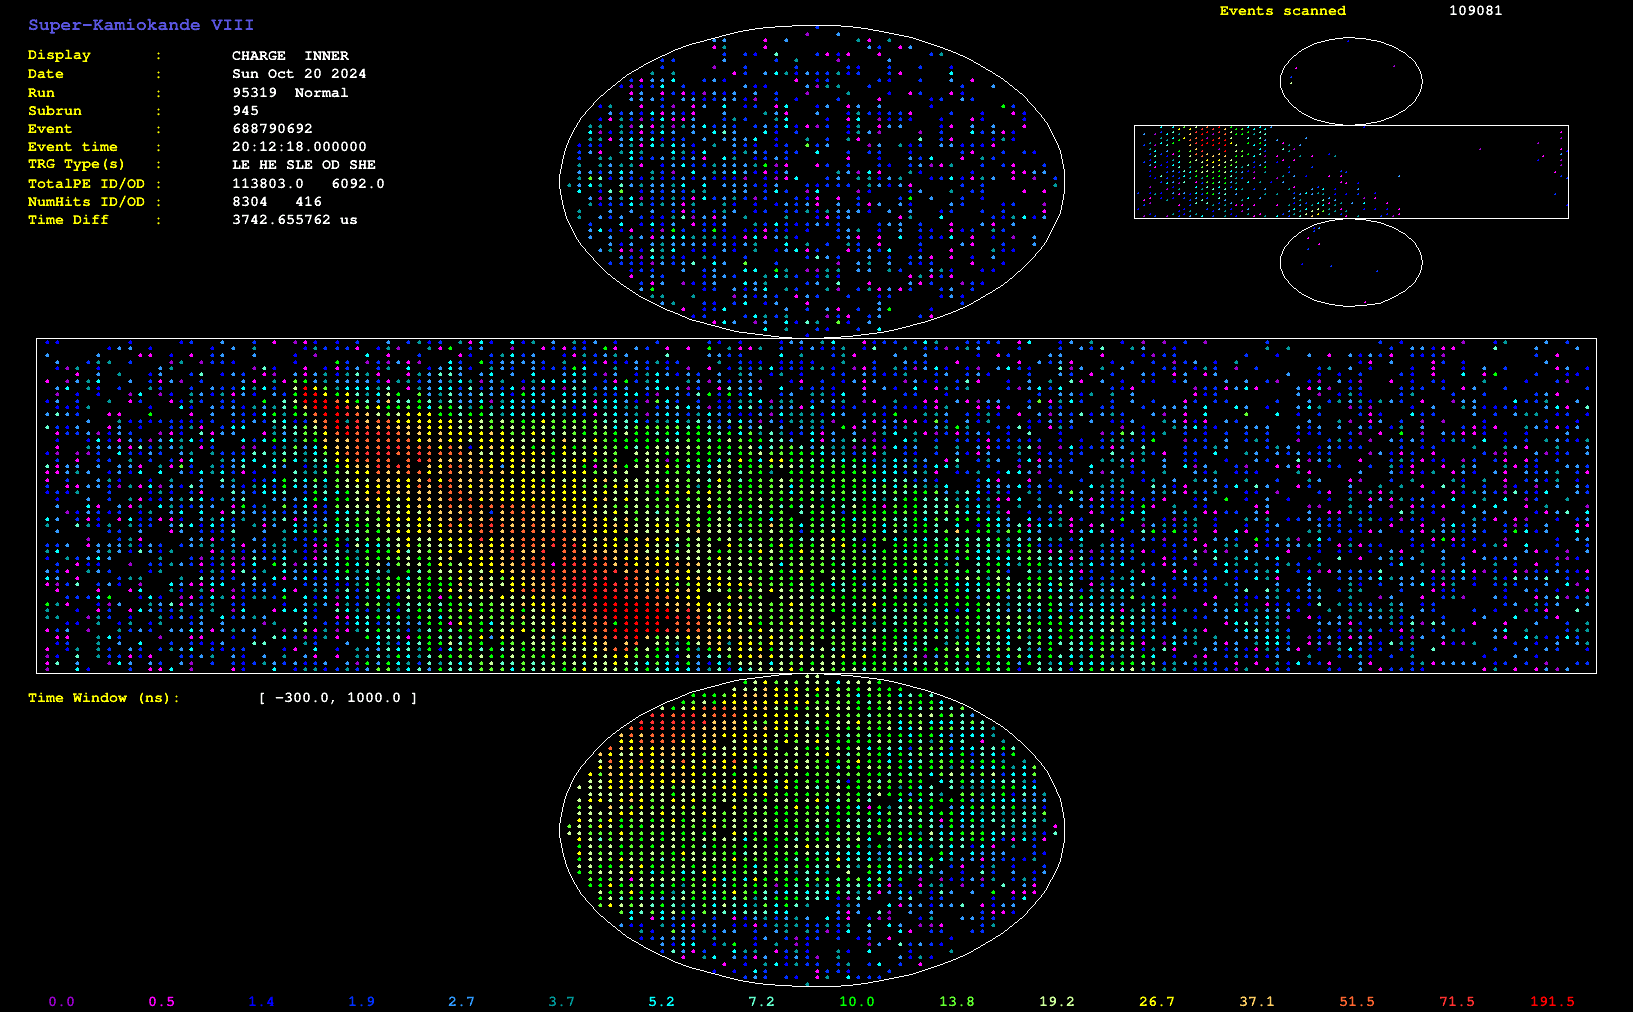 Super-Kamiokande VIII
Events scanned 109081
Display : CHARGE INNER
Date : Sun Oct 20 2024
Run : 95319 Normal
Subrun : 945
Event : 688790692
Event time : 20:12:18.000000
TRG Type(s) : LE HE SLE OD SHE
TotalPE ID/OD : 113803.0 6092.0
NumHits ID/OD : 8304 416
Time Diff : 3742.655762 us
Time Window (ns): [ -300.0, 1000.0 ]
0.0 0.5 1.4 1.9 2.7 3.7 5.2 7.2 10.0 13.8 19.2 26.7 37.1 51.5 71.5 191.5